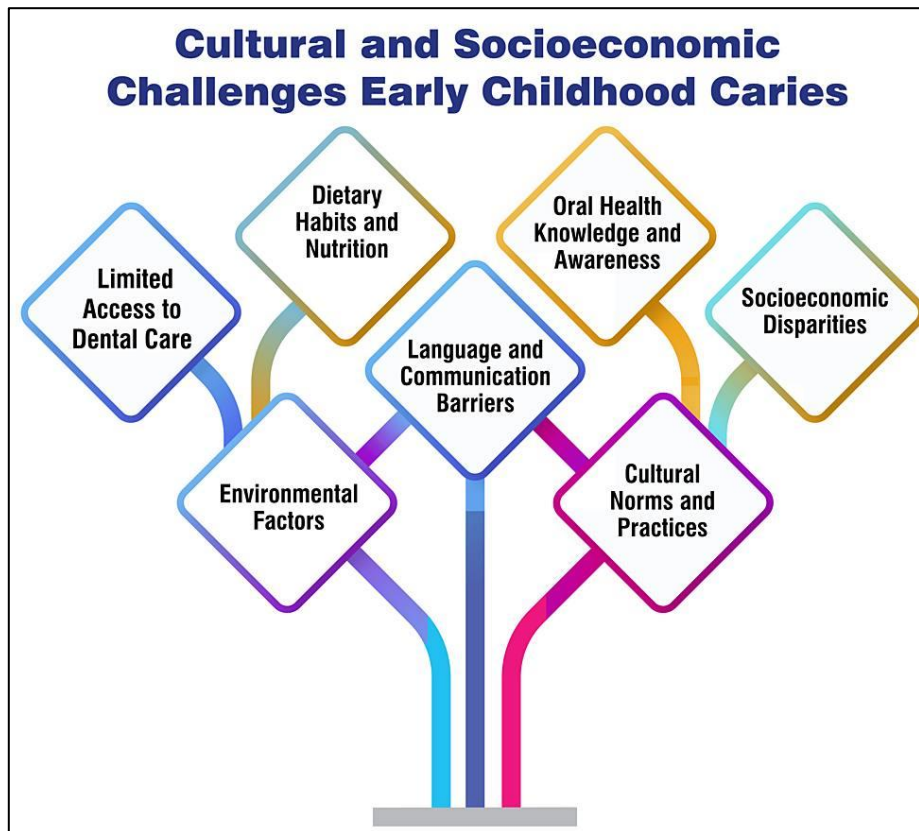 Cultural and Socioeconomic
Challenges Early Childhood Caries
Dietary
Habits and
Nutrition
Oral Health
Knowledge and
Awareness
Limited
Access to
Dental Care
Socioeconomic
Disparities
Language and
Communication
Barriers
Environmental
Factors
Cultural
Norms and
Practices